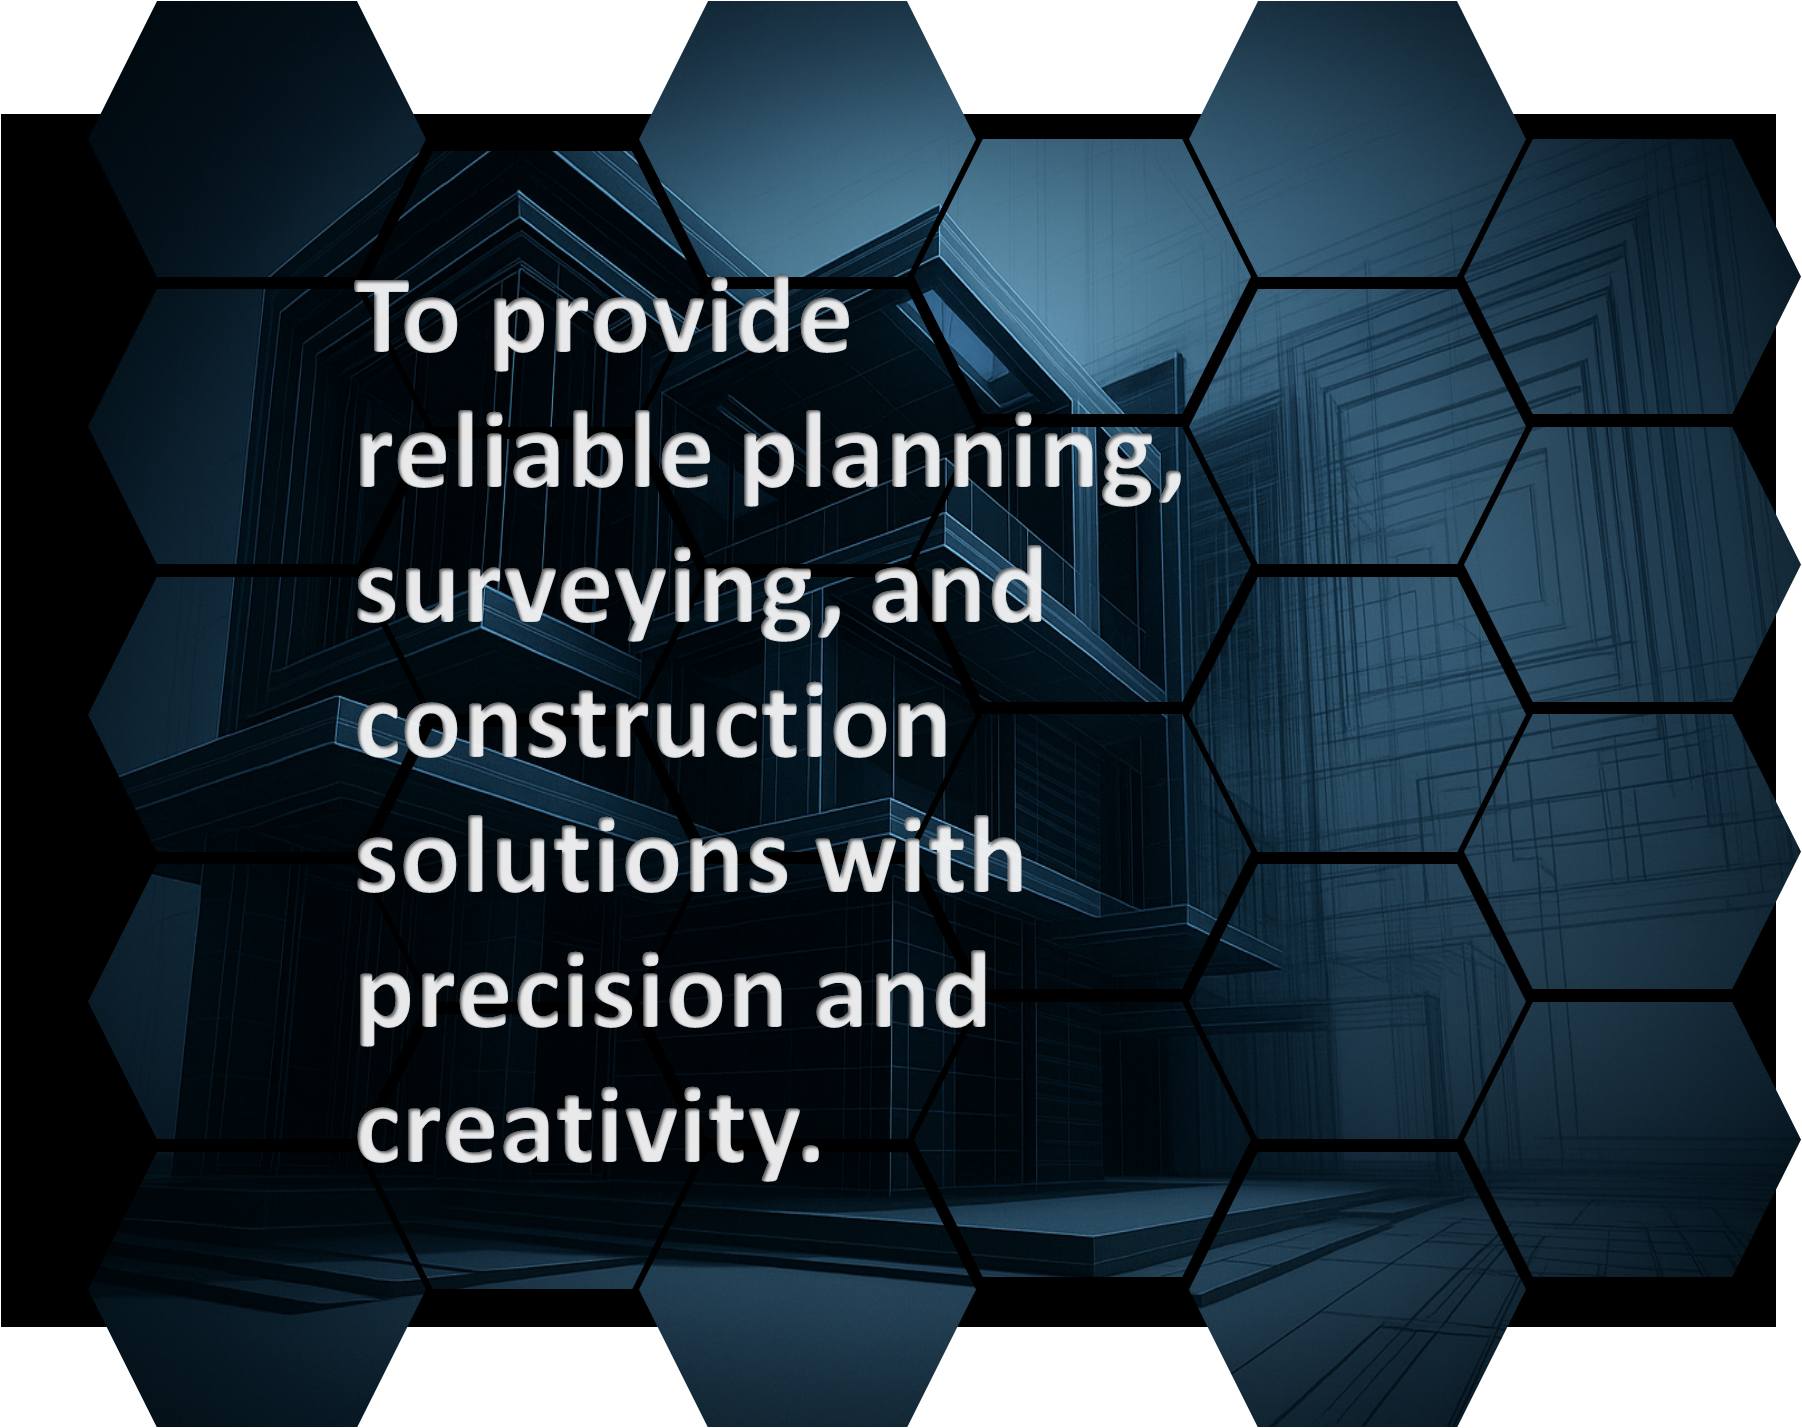 To provide
reliable planning,
surveying, and
construction
solutions with
precision and
creativity.